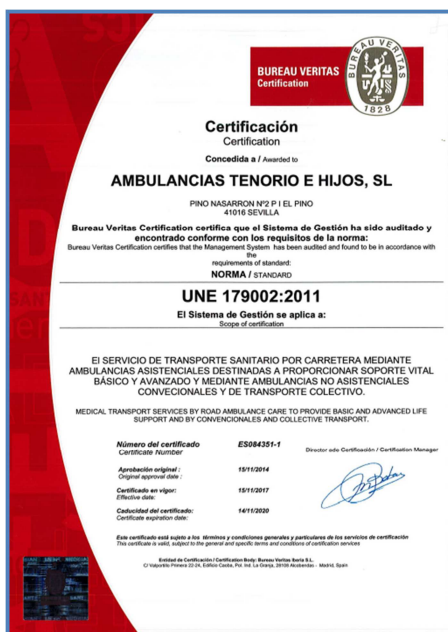 BUREAU VERITAS
Certification
BUREAU VERITAS
1828
Certificación
Certification
Concedida a / Awarded to
AMBULANCIAS TENORIO E HIJOS, SL
PINO NASARRON Nº2 P I EL PINO
41016 SEVILLA
Bureau Veritas Certification certifica que el Sistema de Gestión ha sido auditado y
encontrado conforme con los requisitos de la norma:
Bureau Veritas Certification certifies that the Management System has been audited and found to be in accordance with
the
requirements of standard:
NORMA / STANDARD
UNE 179002:2011
El Sistema de Gestión se aplica a:
Scope of certification
El SERVICIO DE TRANSPORTE SANITARIO POR CARRETERA MEDIANTE
AMBULANCIAS ASISTENCIALES DESTINADAS A PROPORCIONAR SOPORTE VITAL
BÁSICO Y AVANZADO Y MEDIANTE AMBULANCIAS NO ASISTENCIALES
CONVECIONALES Y DE TRANSPORTE COLECTIVO.
MEDICAL TRANSPORT SERVICES BY ROAD AMBULANCE CARE TO PROVIDE BASIC AND ADVANCED LIFE
SUPPORT AND BY CONVENCIONALES AND COLLECTIVE TRANSPORT.
Número del certificado ES084351-1
Certificate Number
Director ode Certificación / Certification Manager
Aprobación original : 15/11/2014
Original approval date :
Certificado en vigor: 15/11/2017
Effective date:
Caducidad del certificado: 14/11/2020
Certificate expiration date:
Este certificado está sujeto a los términos y condiciones generales y particulares de los servicios de certificación
This certificate is valid, subject to the general and specific terms and conditions of certification services
Entidad de Certificación / Certification Body: Bureau Veritas Iberia S.L.
C/ Valportillo Primera 22-24, Edificio Caoba, Pol. Ind. La Granja, 28108 Alcobendas - Madrid, Spain